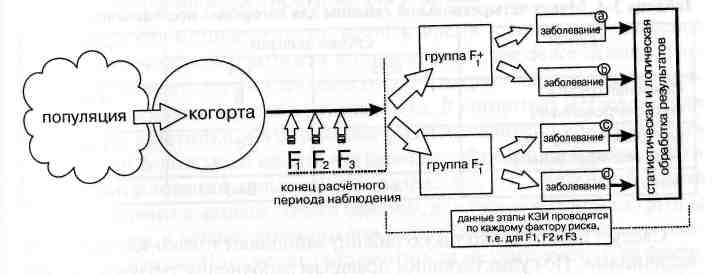 популяция
когорта
F1 F2 F3
конец расчётного
периода наблюдения
группа F1+
группа F1-
заболевание a
заболевание b
заболевание c
заболевание d
статистическая и логическая
обработка результатов
данные этапы КЭИ проводятся
по каждому фактору риска,
т.е. для F1, F2 и F3.